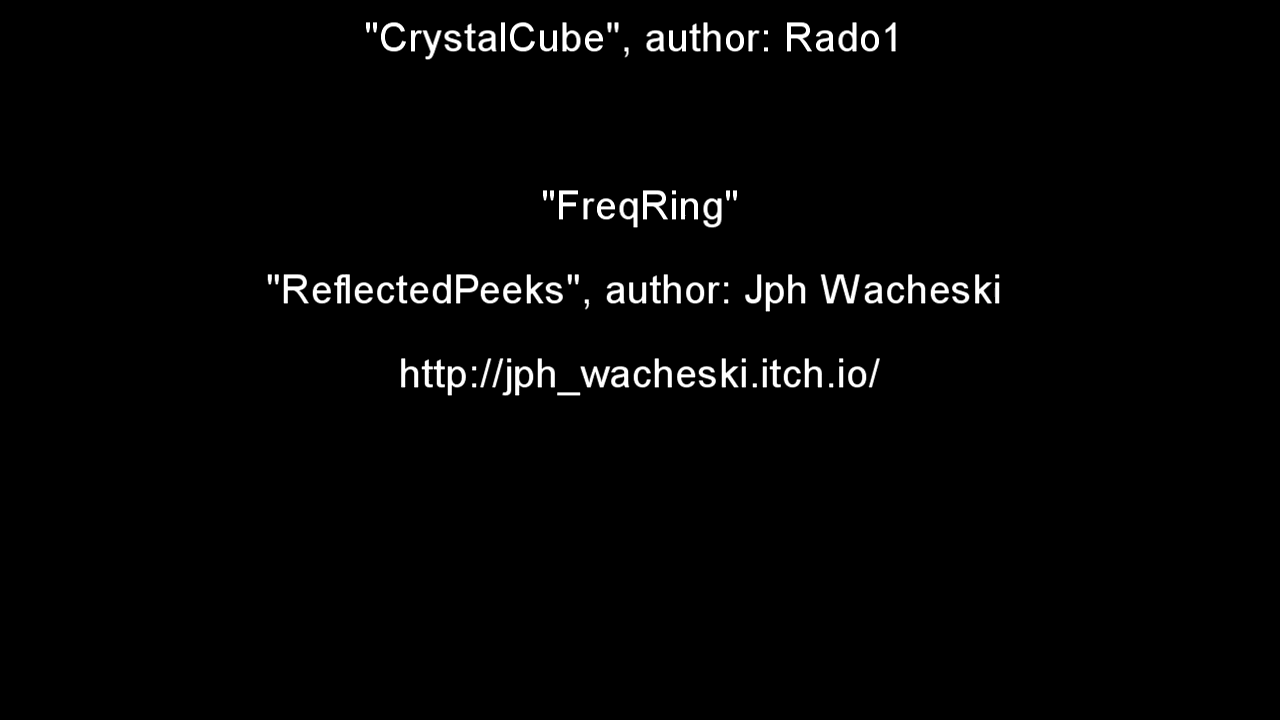 "CrystalCube", author: Rado1
"FreqRing"
"ReflectedPeeks", author: Jph Wacheski
http://jph_wacheski.itch.io/